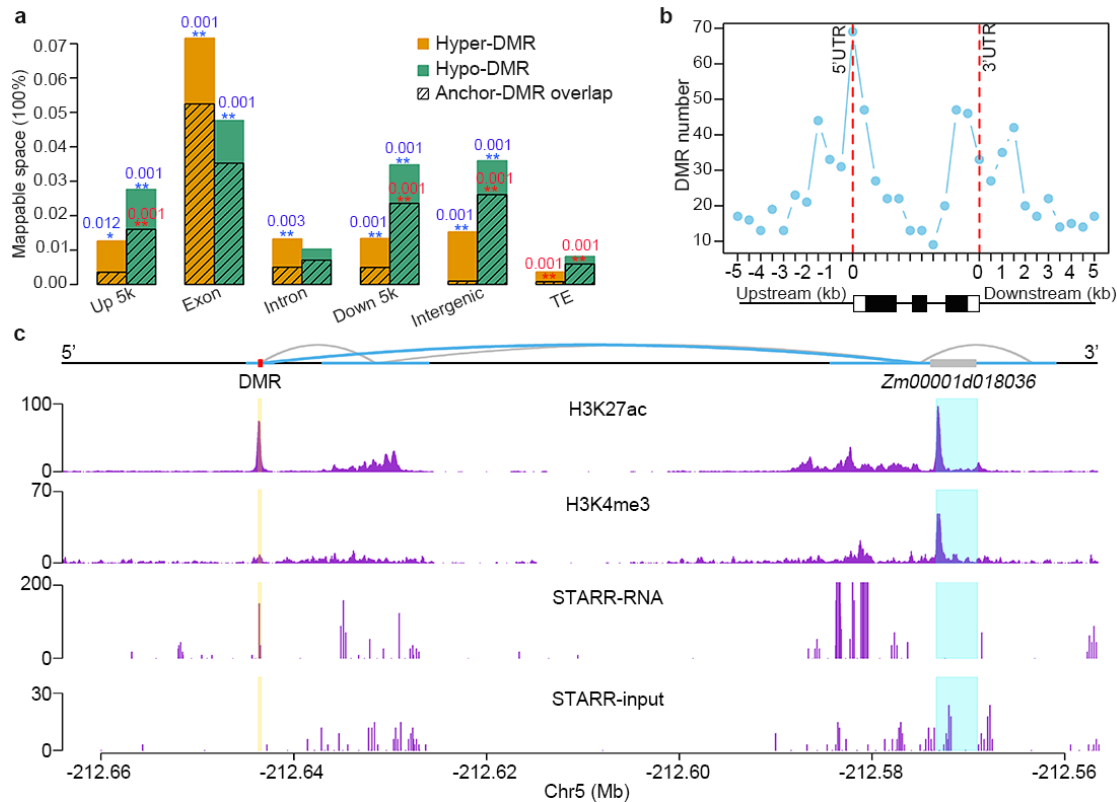 a
Mappable space (100%)
0.07
0.06
0.05
0.04
0.03
0.02
0.01
0.00
0.012
*
0.001
**
0.001
**
0.001
**
0.001
**
0.003
**
0.001
**
0.001
**
0.001
**
0.001
**
0.001
**
0.001
**
0.001
**
0.001
**
Up 5k
Exon
Intron
Down 5k
Intergenic
TE
Hyper-DMR
Hypo-DMR
Anchor-DMR overlap
b
DMR number
70
60
50
40
30
20
10
5'UTR
3'UTR
-5 -4 -3 -2 -1 0 0 1 2 3 4 5
Upstream (kb)
Downstream (kb)
c
5'
3'
DMR
Zm00001d018036
H3K27ac
100
0
H3K4me3
70
0
STARR-RNA
200
0
STARR-input
30
0
-212.66 -212.64 -212.62 -212.60 -212.58 -212.56
Chr5 (Mb)